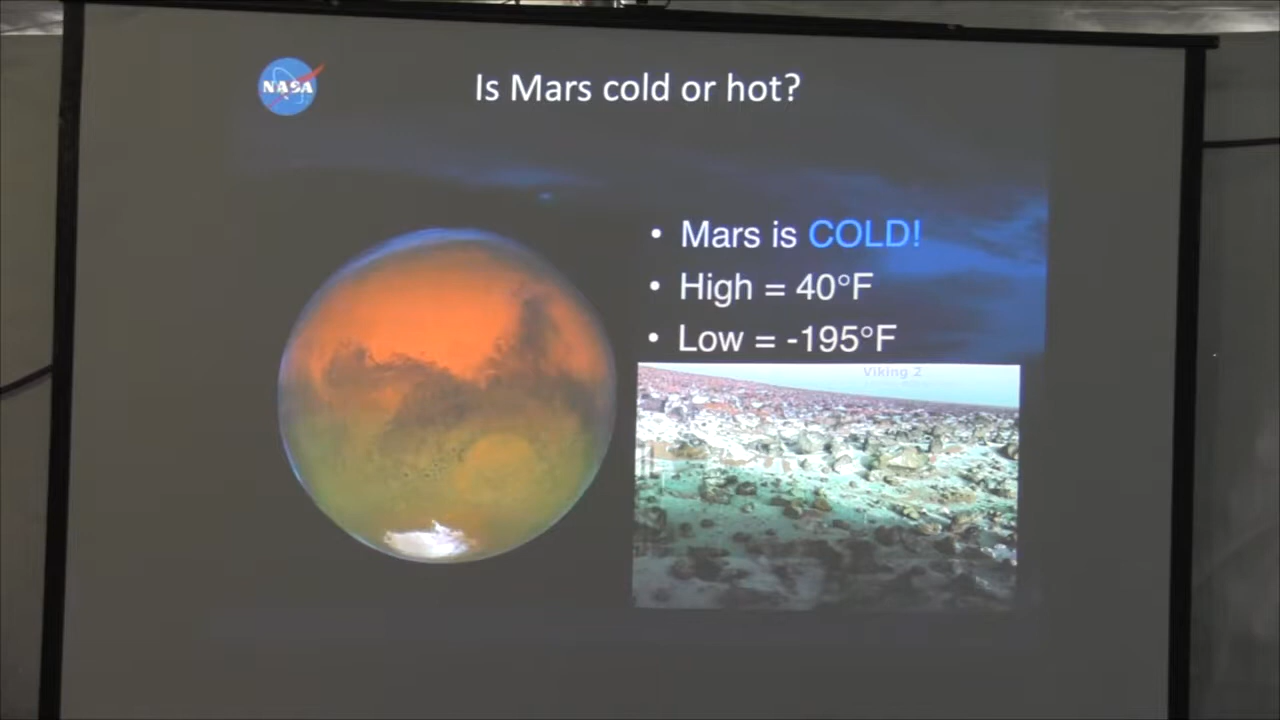 NASA
Is Mars cold or hot?
• Mars is COLD!
• High = 40°F
• Low = -195°F
Viking 2